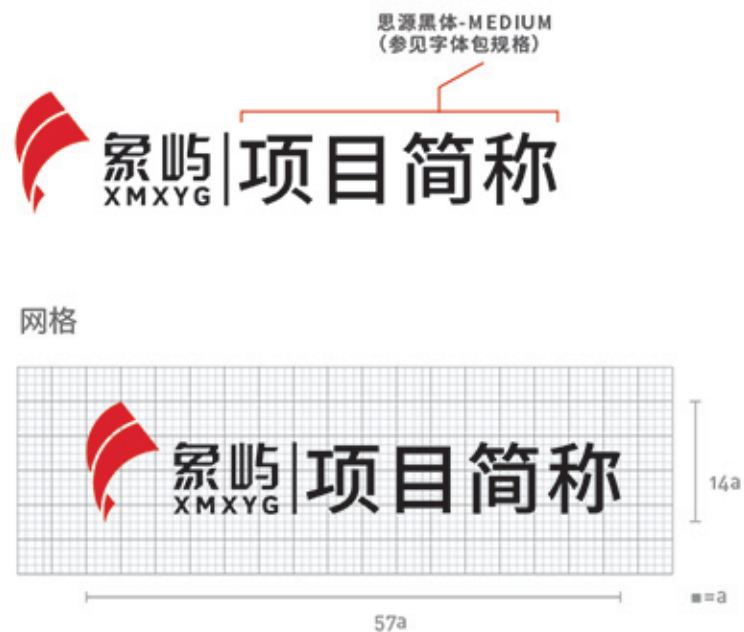 思源黑体-MEDIUM
（参见字体包规格）
象屿
XMXYG
项目简称
网格
象屿
XMXYG
项目简称
14a
=a
57a